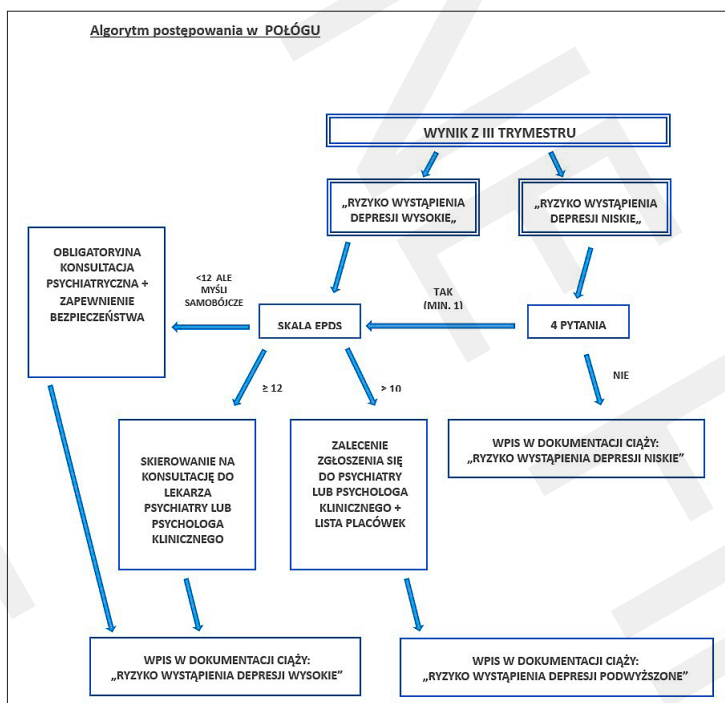 Algorytm postępowania w POŁÓGU
WYNIK Z III TRYMESTRU
„RYZYKO WYSTĄPIENIA
DEPRESJI WYSOKIE„
„RYZYKO WYSTĄPIENIA
DEPRESJI NISKIE„
OBLIGATORYJNA
KONSULTACJA
PSYCHIATRYCZNA +
ZAPEWNIENIE
BEZPIECZEŃSTWA
<12 ALE
MYŚLI
SAMOBÓJCZE
SKALA EPDS
TAK
(MIN. 1)
4 PYTANIA
NIE
≥ 12
> 10
WPIS W DOKUMENTACJI CIĄŻY:
„RYZYKO WYSTĄPIENIA DEPRESJI NISKIE”
SKIEROWANIE NA
KONSULTACJĘ DO
LEKARZA
PSYCHIATRY LUB
PSYCHOLOGA
KLINICZNEGO
ZALECENIE
ZGŁOSZENIA SIĘ
DO PSYCHIATRY
LUB PSYCHOLOGA
KLINICZNEGO +
LISTA PLACÓWEK
WPIS W DOKUMENTACJI CIĄŻY:
„RYZYKO WYSTĄPIENIA DEPRESJI WYSOKIE”
WPIS W DOKUMENTACJI CIĄŻY:
„RYZYKO WYSTĄPIENIA DEPRESJI PODWYŻSZONE”